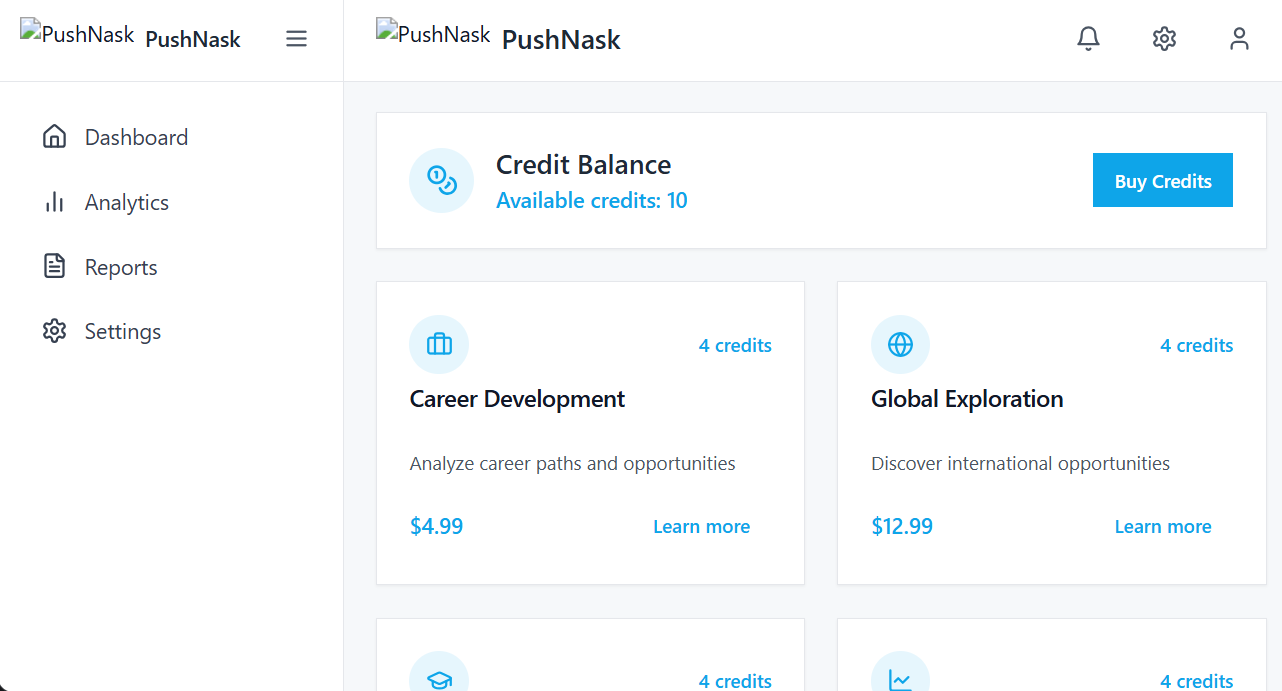 PushNask PushNask
PushNask PushNask
Dashboard
Analytics
Reports
Settings
Credit Balance
Available credits: 10
Buy Credits
4 credits
Career Development
Analyze career paths and opportunities
$4.99 Learn more
4 credits
Global Exploration
Discover international opportunities
$12.99 Learn more
4 credits
4 credits